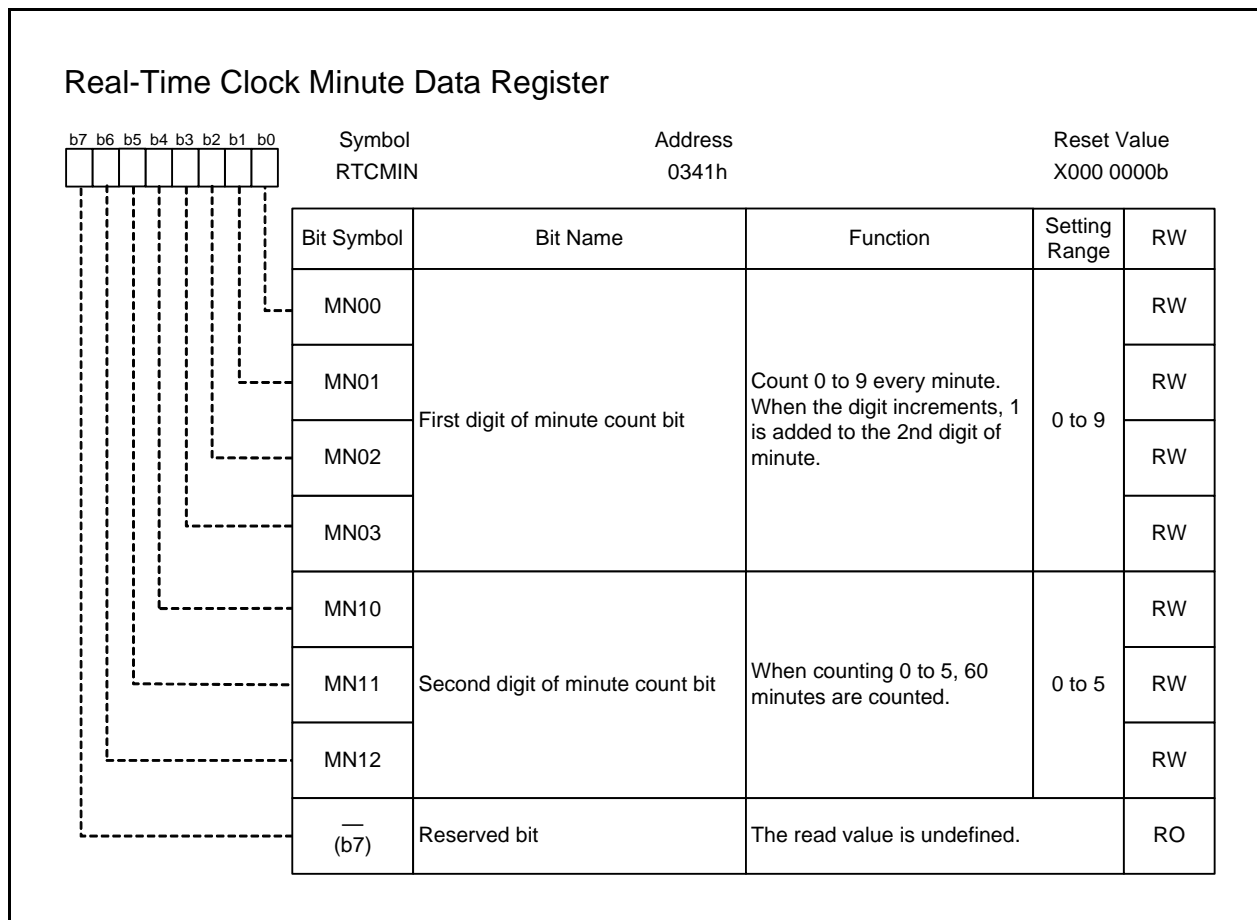 Real-Time Clock Minute Data Register
b7 b6 b5 b4 b3 b2 b1 b0
Symbol Address Reset Value
RTCMIN 0341h X000 0000b
Bit Symbol Bit Name Function Setting Range RW
MN00 RW
MN01 RW
MN02 RW
MN03 RW
First digit of minute count bit
Count 0 to 9 every minute.
When the digit increments, 1
is added to the 2nd digit of
minute.
0 to 9
MN10 RW
MN11 RW
MN12 RW
Second digit of minute count bit
When counting 0 to 5, 60
minutes are counted.
0 to 5
—
(b7) Reserved bit The read value is undefined. RO